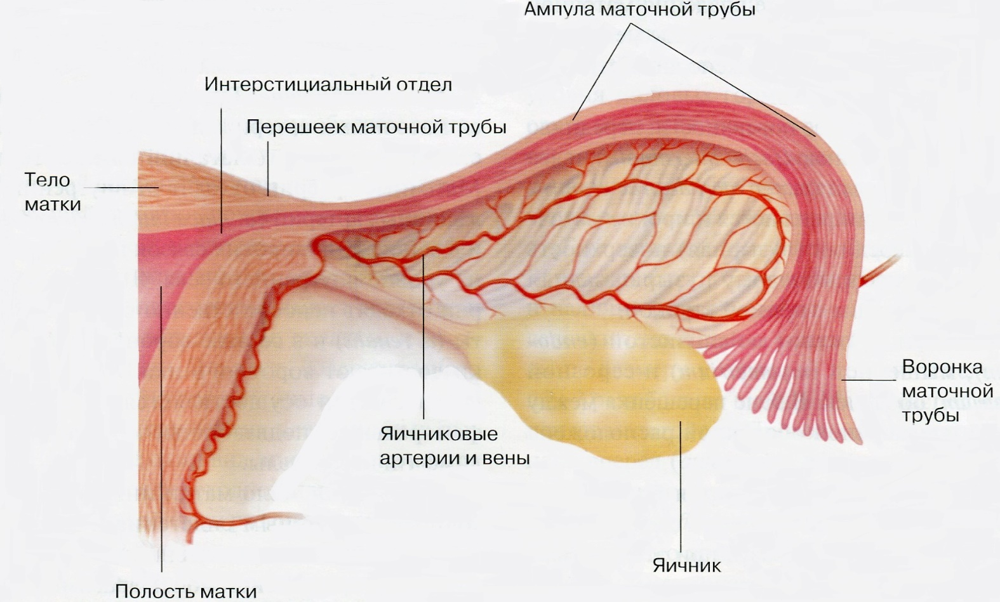 Ампула маточной трубы
Интерстициальный отдел
Перешеек маточной трубы
Тело
матки
Воронка
маточной
трубы
Яичниковые
артерии и вены
Яичник
Полость матки